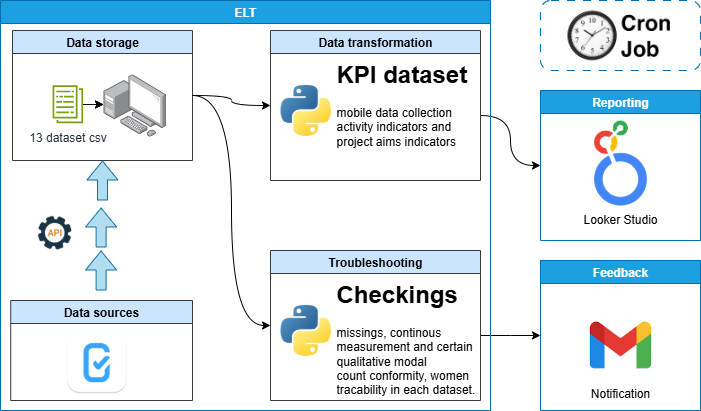 ELT
Data storage
13 dataset csv
API
Data sources
Data transformation
KPI dataset
mobile data collection
activity indicators and
project aims indicators
Troubleshooting
Checkings
missings, continous
measurement and certain
qualitative modal
count conformity, women
tracability in each dataset.
Cron
Job
Reporting
Looker Studio
Feedback
Notification